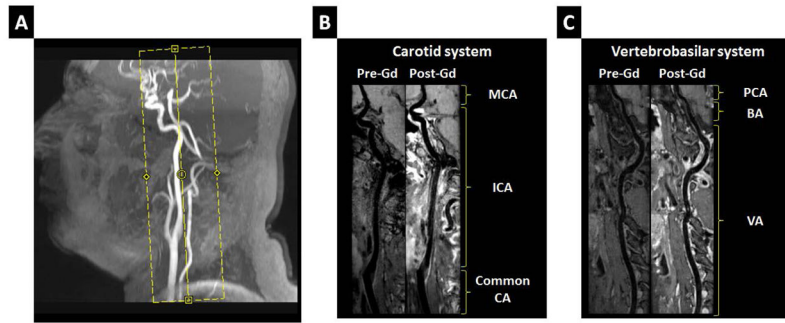 A
B
Carotid system
Pre-Gd Post-Gd
MCA
ICA
Common
CA
C
Vertebrobasilar system
Pre-Gd Post-Gd
PCA
BA
VA